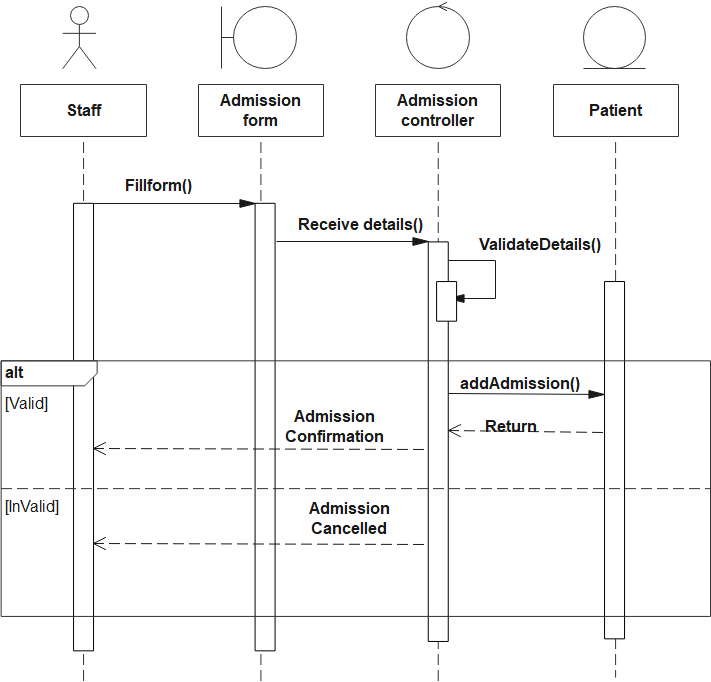 Staff
Admission
form
Admission
controller
Patient
Fillform()
Receive details()
ValidateDetails()
alt
addAdmission()
[Valid]
Admission
Confirmation
Return
[InValid]
Admission
Cancelled